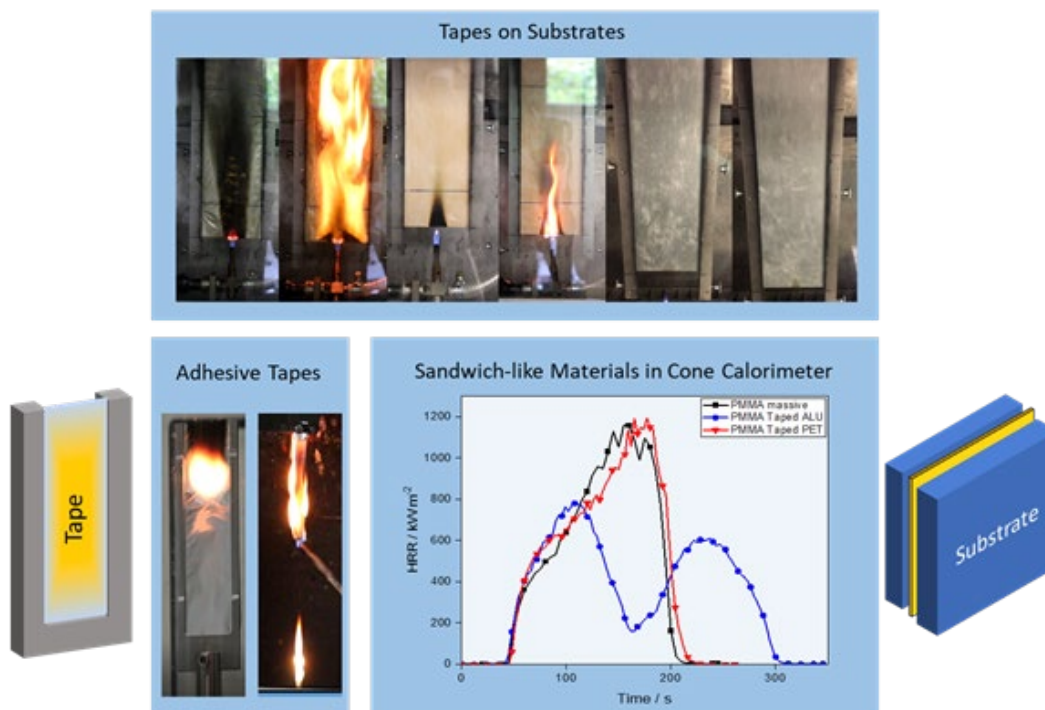 Tapes on Substrates
Adhesive Tapes
Sandwich-like Materials in Cone Calorimeter
PMMA massive
PMMA Taped ALU
PMMA Taped PET
1200
1000
800
600
400
200
0
HRR / kWm-2
0
100
200
300
Time / s
Tape
Substrate